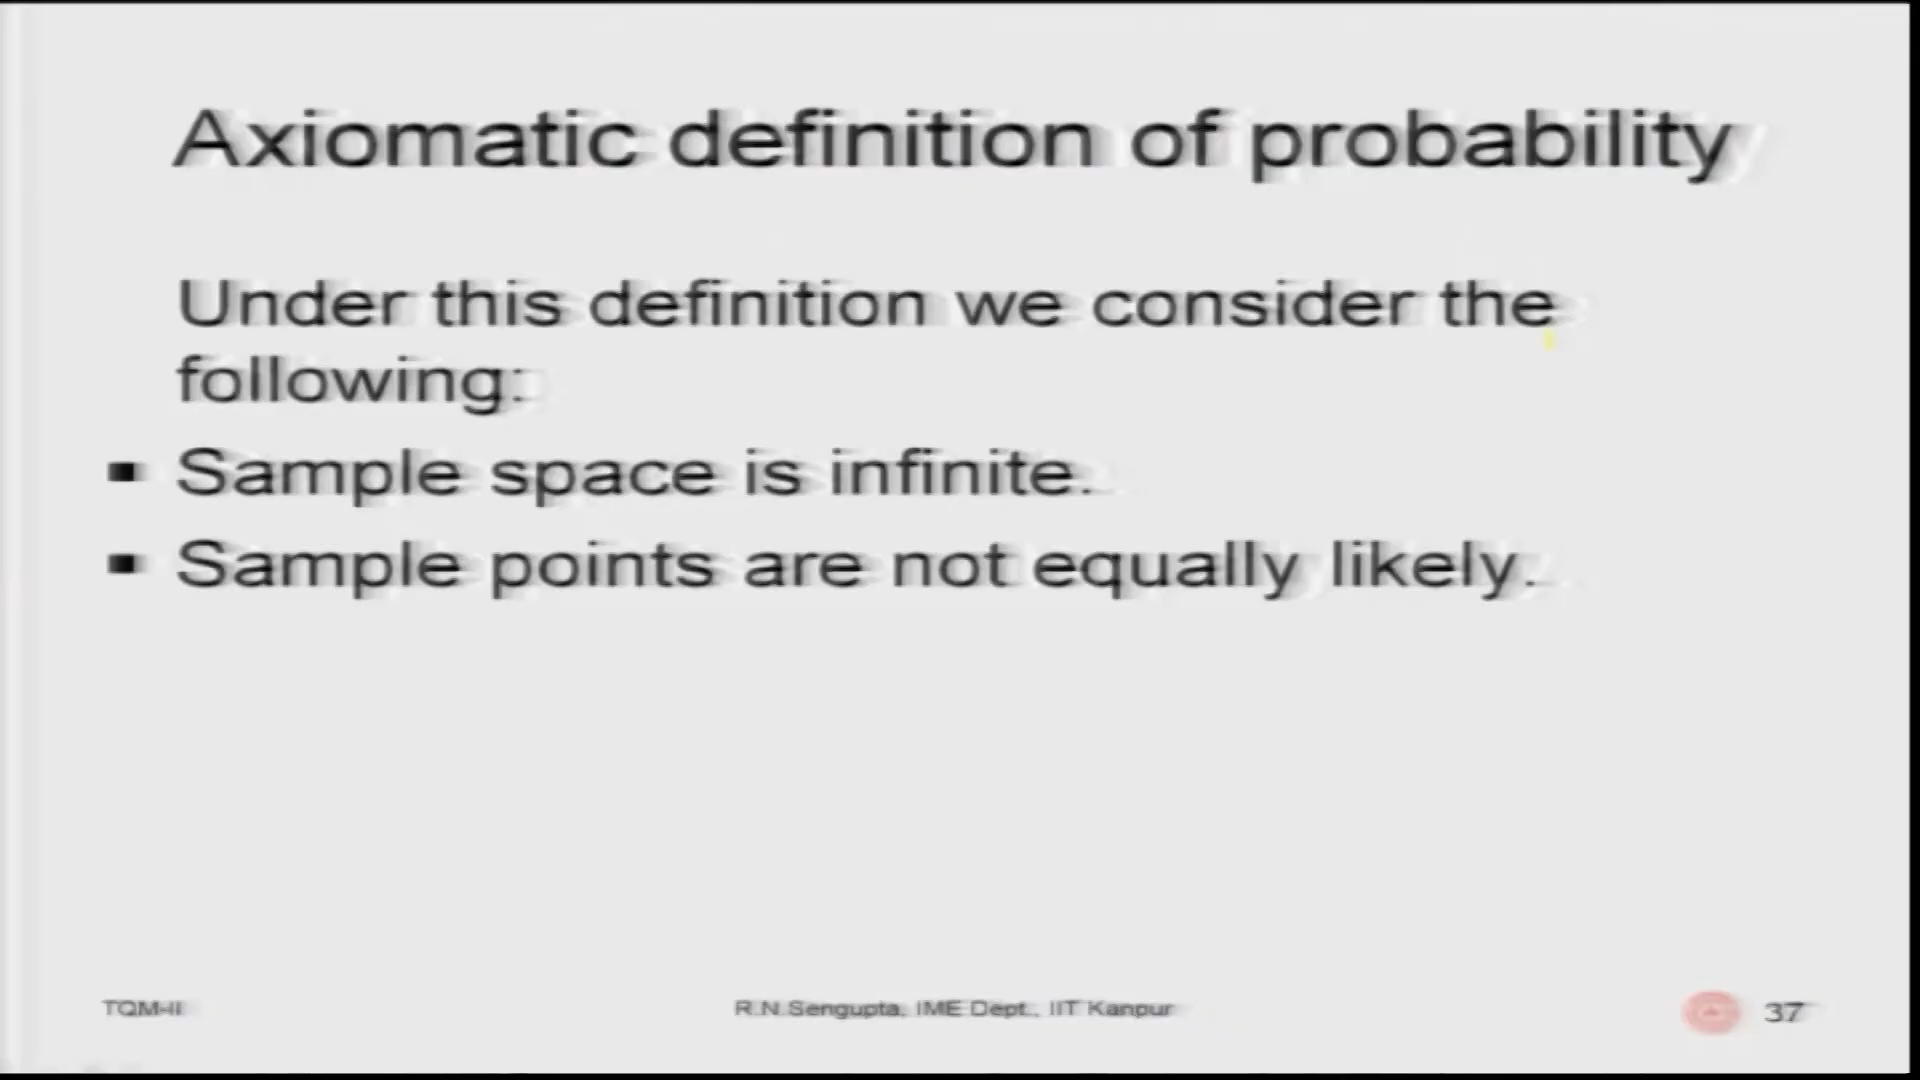 Axiomatic definition of probability
Under this definition we consider the
following:
▪ Sample space is infinite.
▪ Sample points are not equally likely.
TQM-II
R.N.Sengupta, IME Dept., IIT Kanpur
37